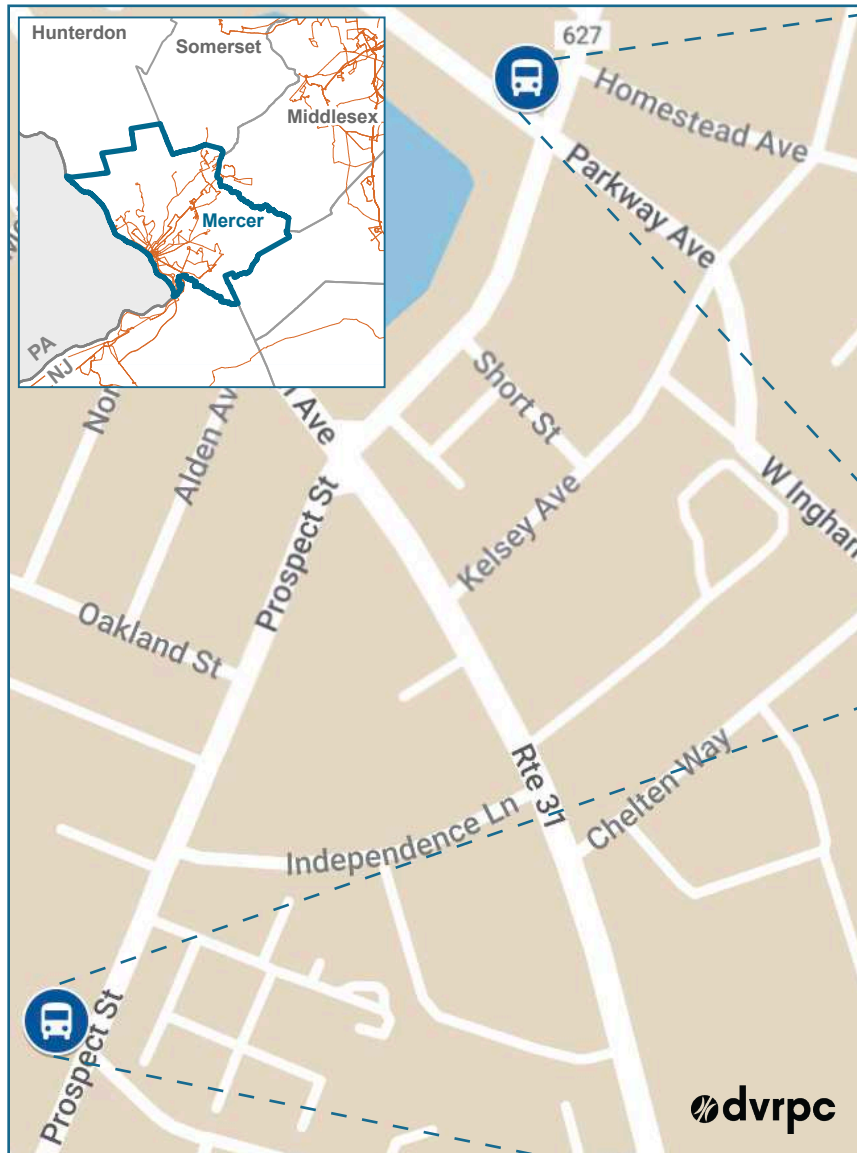 Hunterdon
Somerset
Middlesex
Mercer
PA
NJ
627
Homestead Ave
Parkway Ave
Short St
Alden Av
Nor
Ave
Prospect St
Kelsey Ave
W Ingham
Oakland St
Rte 31
Chelten Way
Independence Ln
Prospect St
dvrpc